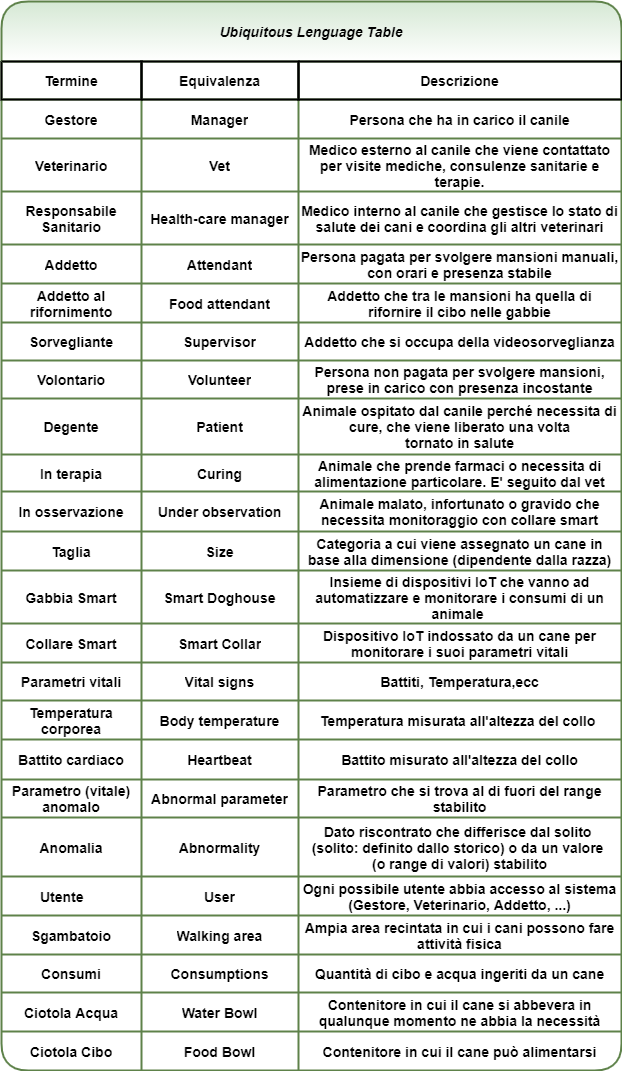 Ubiquitous Lenguage Table
Termine Equivalenza Descrizione
Gestore Manager Persona che ha in carico il canile
Veterinario Vet Medico esterno al canile che viene contattato
per visite mediche, consulenze sanitarie e
terapie.
Responsabile
Sanitario Health-care manager Medico interno al canile che gestisce lo stato di
salute dei cani e coordina gli altri veterinari
Addetto Attendant Persona pagata per svolgere mansioni manuali,
con orari e presenza stabile
Addetto al
rifornimento Food attendant Addetto che tra le mansioni ha quella di
rifornire il cibo nelle gabbie
Sorvegliante Supervisor Addetto che si occupa della videosorveglianza
Volontario Volunteer Persona non pagata per svolgere mansioni,
prese in carico con presenza incostante
Degente Patient Animale ospitato dal canile perché necessita di
cure, che viene liberato una volta
tornato in salute
In terapia Curing Animale che prende farmaci o necessita di
alimentazione particolare. E' seguito dal vet
In osservazione Under observation Animale malato, infortunato o gravido che
necessita monitoraggio con collare smart
Taglia Size Categoria a cui viene assegnato un cane in
base alla dimensione (dipendente dalla razza)
Gabbia Smart Smart Doghouse Insieme di dispositivi IoT che vanno ad
automatizzare e monitorare i consumi di un
animale
Collare Smart Smart Collar Dispositivo IoT indossato da un cane per
monitorare i suoi parametri vitali
Parametri vitali Vital signs Battiti, Temperatura,ecc
Temperatura
corporea Body temperature Temperatura misurata all'altezza del collo
Battito cardiaco Heartbeat Battito misurato all'altezza del collo
Parametro (vitale)
anomalo Abnormal parameter Parametro che si trova al di fuori del range
stabilito
Anomalia Abnormality Dato riscontrato che differisce dal solito
(solito: definito dallo storico) o da un valore
(o range di valori) stabilito
Utente User Ogni possibile utente abbia accesso al sistema
(Gestore, Veterinario, Addetto, ...)
Sgambatoio Walking area Ampia area recintata in cui i cani possono fare
attività fisica
Consumi Consumptions Quantità di cibo e acqua ingeriti da un cane
Ciotola Acqua Water Bowl Contenitore in cui il cane si abbevera in
qualunque momento ne abbia la necessità
Ciotola Cibo Food Bowl Contenitore in cui il cane può alimentarsi